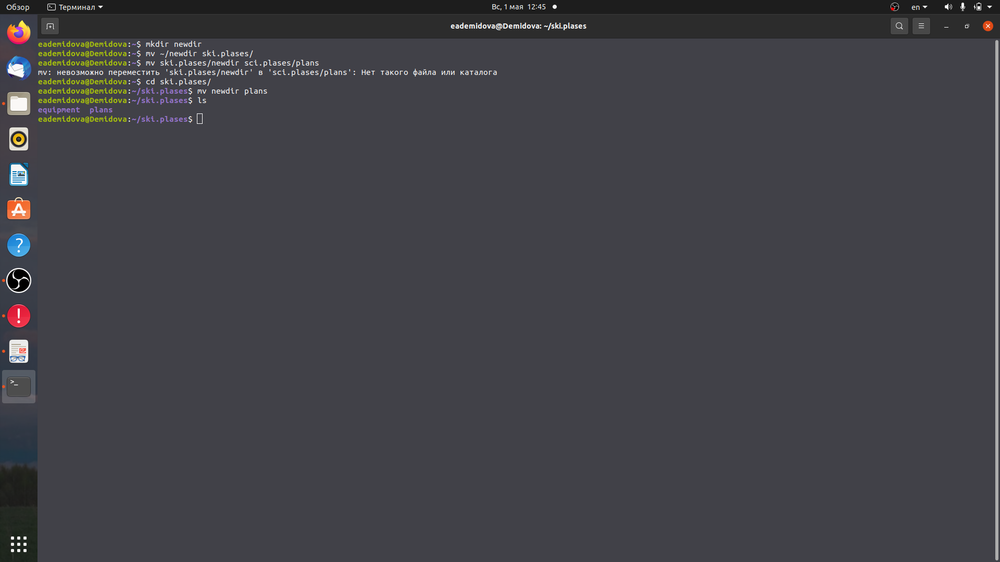 Обзор
Терминал
Вс, 1 мая 12:45
en
eademidova@Demidova: ~/ski.plases
eademidova@Demidova:~$ mkdir newdir
eademidova@Demidova:~$ mv ~/newdir ski.plases/
eademidova@Demidova:~$ mv ski.plases/newdir sci.plases/plans
mv: невозможно переместить 'ski.plases/newdir' в 'sci.plases/plans': Нет такого файла или каталога
eademidova@Demidova:~$ cd ski.plases/
eademidova@Demidova:~/ski.plases$ mv newdir plans
eademidova@Demidova:~/ski.plases$ ls
equipment  plans
eademidova@Demidova:~/ski.plases$